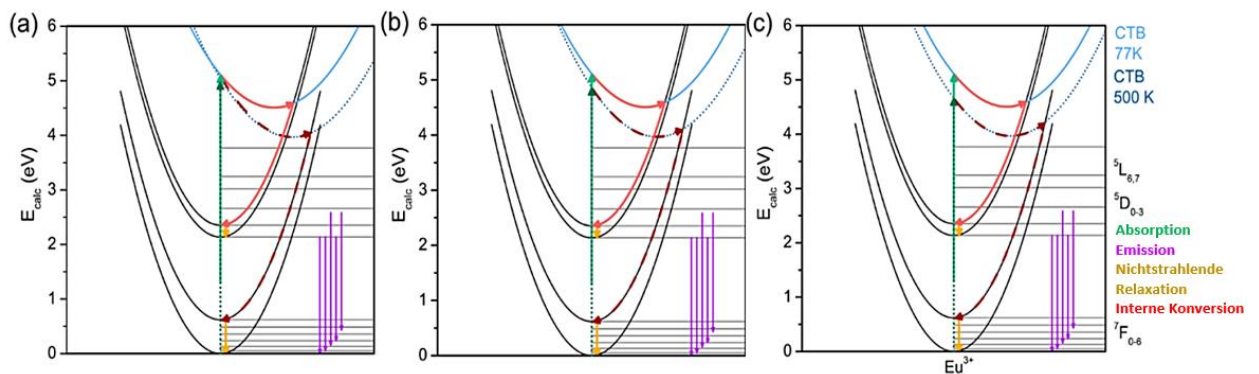 (a)
6
5
4
3
2
1
0
E_calc (eV)
(b)
6
5
4
3
2
1
0
E_calc (eV)
(c)
6
5
4
3
2
1
0
E_calc (eV)
Eu³⁺
CTB
77K
CTB
500 K
⁵L₆,₇
⁵D₀₋₃
Absorption
Emission
Nichtstrahlende
Relaxation
Interne Konversion
⁷F₀₋₆